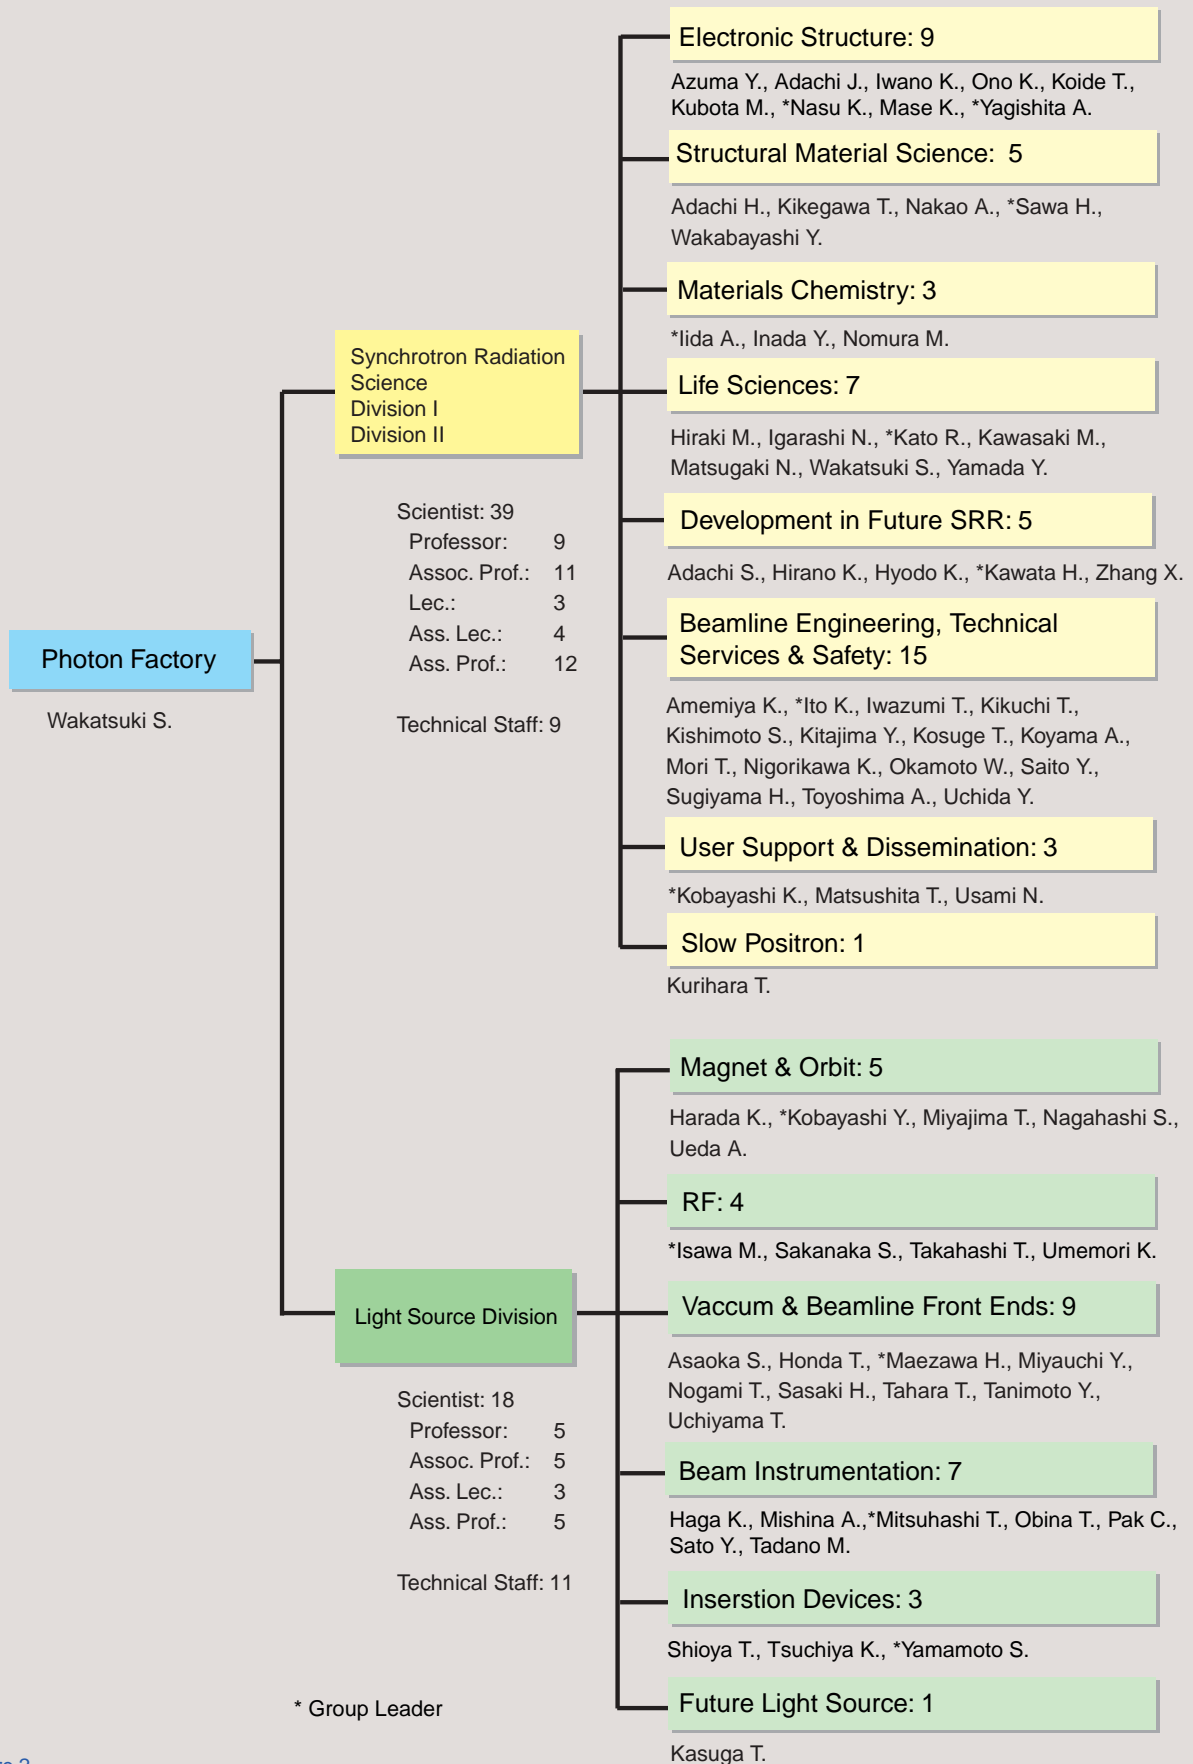 Photon Factory
Wakatsuki S.
Synchrotron Radiation
Science
Division I
Division II
Scientist: 39
Professor: 9
Assoc. Prof.: 11
Lec.: 3
Ass. Lec.: 4
Ass. Prof.: 12
Technical Staff: 9
Electronic Structure: 9
Azuma Y., Adachi J., Iwano K., Ono K., Koide T.,
Kubota M., *Nasu K., Mase K., *Yagishita A.
Structural Material Science: 5
Adachi H., Kikegawa T., Nakao A., *Sawa H.,
Wakabayashi Y.
Materials Chemistry: 3
*Iida A., Inada Y., Nomura M.
Life Sciences: 7
Hiraki M., Igarashi N., *Kato R., Kawasaki M.,
Matsugaki N., Wakatsuki S., Yamada Y.
Development in Future SRR: 5
Adachi S., Hirano K., Hyodo K., *Kawata H., Zhang X.
Beamline Engineering, Technical
Services & Safety: 15
Amemiya K., *Ito K., Iwazumi T., Kikuchi T.,
Kishimoto S., Kitajima Y., Kosuge T., Koyama A.,
Mori T., Nigorikawa K., Okamoto W., Saito Y.,
Sugiyama H., Toyoshima A., Uchida Y.
User Support & Dissemination: 3
*Kobayashi K., Matsushita T., Usami N.
Slow Positron: 1
Kurihara T.
Light Source Division
Scientist: 18
Professor: 5
Assoc. Prof.: 5
Ass. Lec.: 3
Ass. Prof.: 5
Technical Staff: 11
Magnet & Orbit: 5
Harada K., *Kobayashi Y., Miyajima T., Nagahashi S.,
Ueda A.
RF: 4
*Isawa M., Sakanaka S., Takahashi T., Umemori K.
Vaccum & Beamline Front Ends: 9
Asaoka S., Honda T., *Maezawa H., Miyauchi Y.,
Nogami T., Sasaki H., Tahara T., Tanimoto Y.,
Uchiyama T.
Beam Instrumentation: 7
Haga K., Mishina A.,*Mitsuhashi T., Obina T., Pak C.,
Sato Y., Tadano M.
Inserstion Devices: 3
Shioya T., Tsuchiya K., *Yamamoto S.
Future Light Source: 1
Kasuga T.
* Group Leader